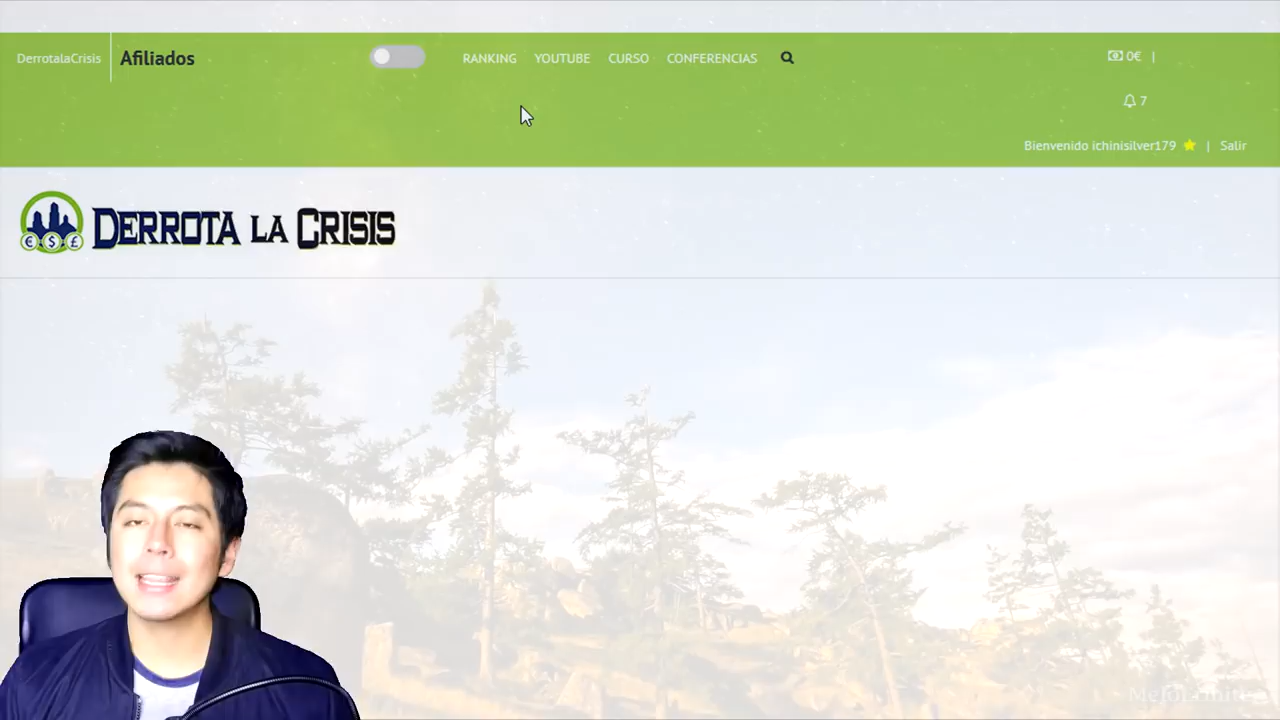 DerrotalaCrisis Afiliados RANKING YOUTUBE CURSO CONFERENCIAS 0€ |
7
Bienvenido ichinisilver179 | Salir
€ $ £ DERROTA LA CRISIS